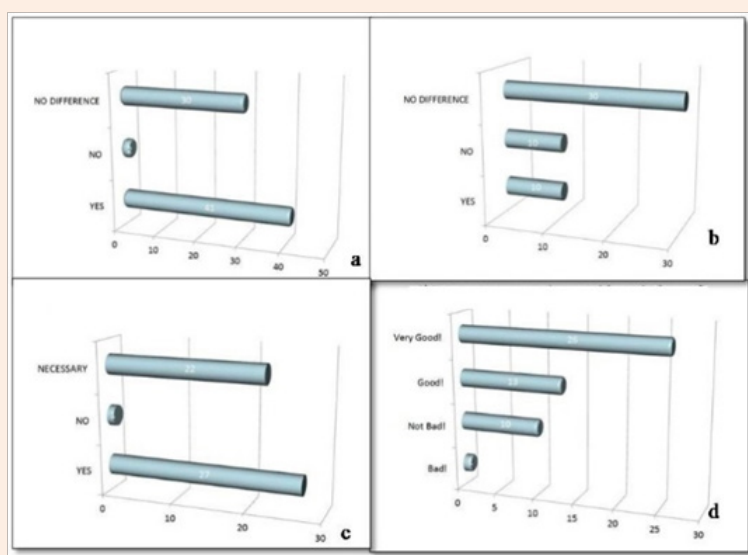 NO DIFFERENCE
30
NO
YES
41
0 10 20 30 40 50
a
NO DIFFERENCE
30
NO
10
YES
10
0 10 20 30
b
NECESSARY
22
NO
YES
27
0 10 20 30
c
Very Good!
26
Good!
13
Not Bad!
10
Bad!
0 5 10 15 20 25 30
d